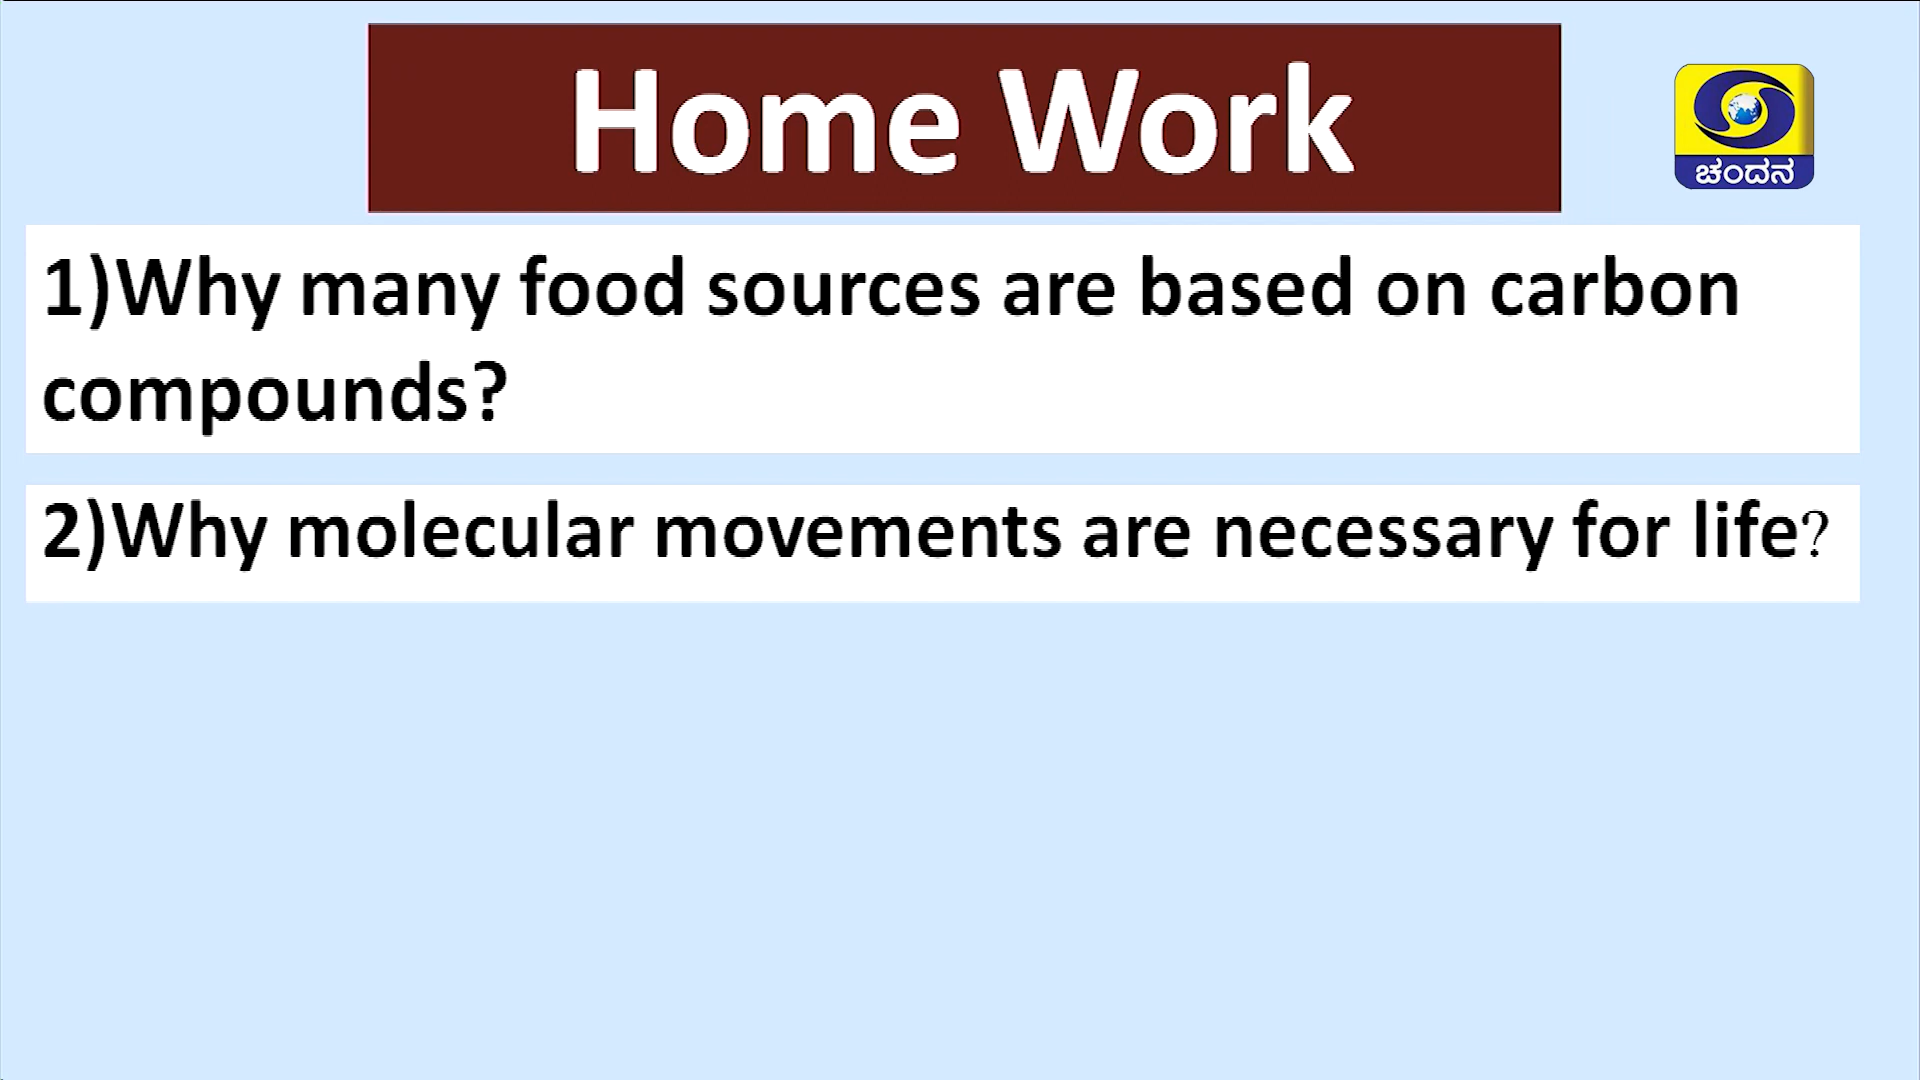 Home Work
ಚಂದನ
1)Why many food sources are based on carbon
compounds?
2)Why molecular movements are necessary for life?